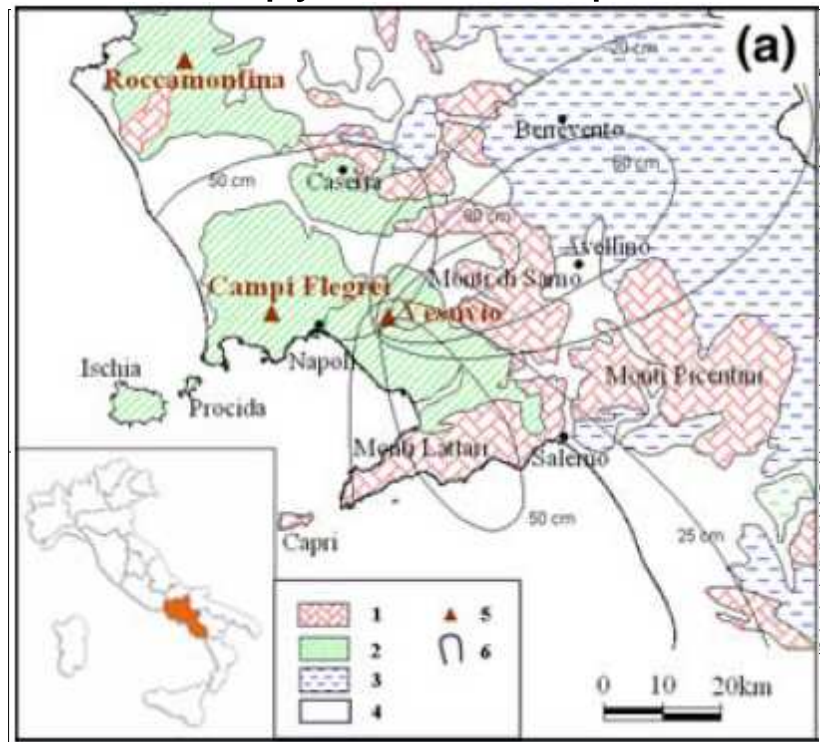 (a)
20 cm
Roccamonfina
Benevento
60 cm
50 cm
Caserta
60 cm
Avellino
Monti di Sarno
Campi Flegrei
Vesuvio
Napoli
Ischia
Procida
Monti Picentini
Monti Lattari
Salerno
50 cm
25 cm
Capri
1
5
2
6
3
4
0 10 20km